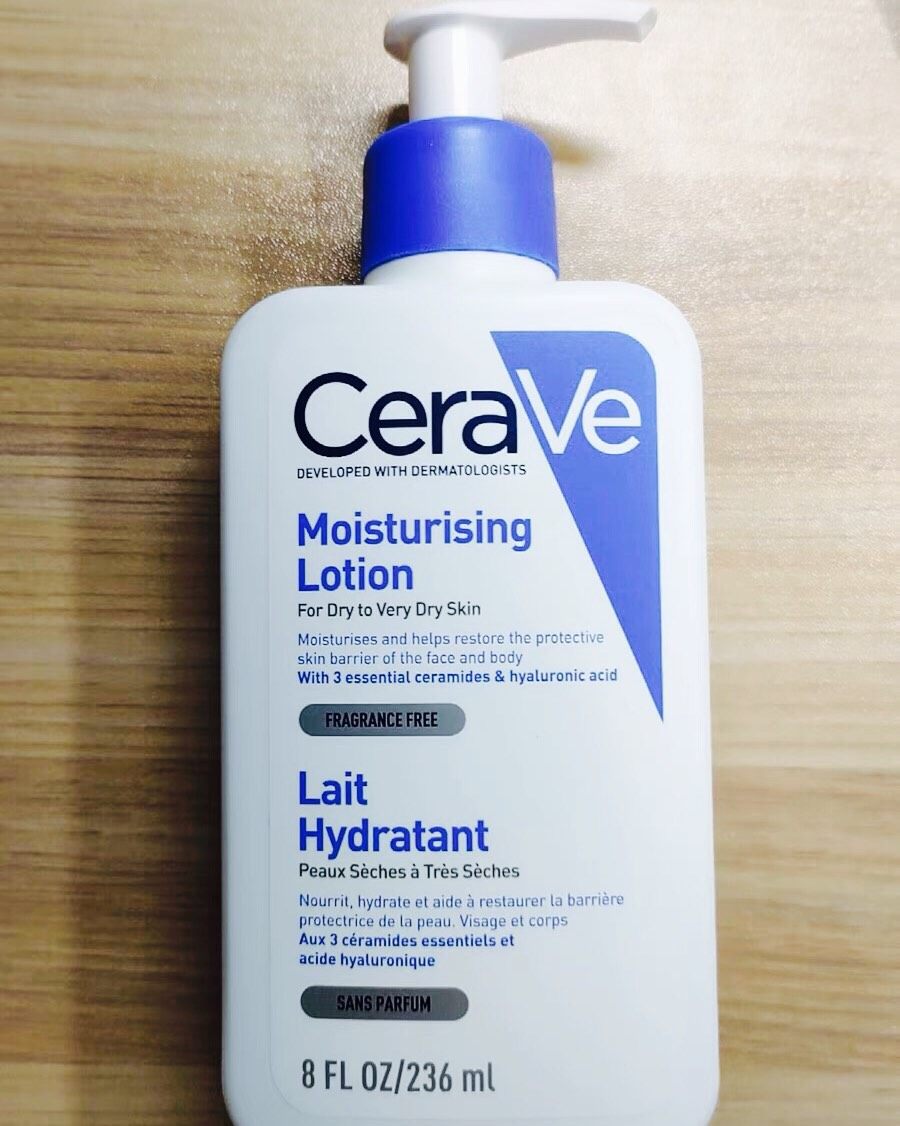 CeraVe
DEVELOPED WITH DERMATOLOGISTS
Moisturising
Lotion
For Dry to Very Dry Skin
Moisturises and helps restore the protective
skin barrier of the face and body
With 3 essential ceramides & hyaluronic acid
FRAGRANCE FREE
Lait
Hydratant
Peaux Sèches à Très Sèches
Nourrit, hydrate et aide à restaurer la barrière
protectrice de la peau. Visage et corps
Aux 3 céramides essentiels et
acide hyaluronique
SANS PARFUM
8 FL OZ/236 ml